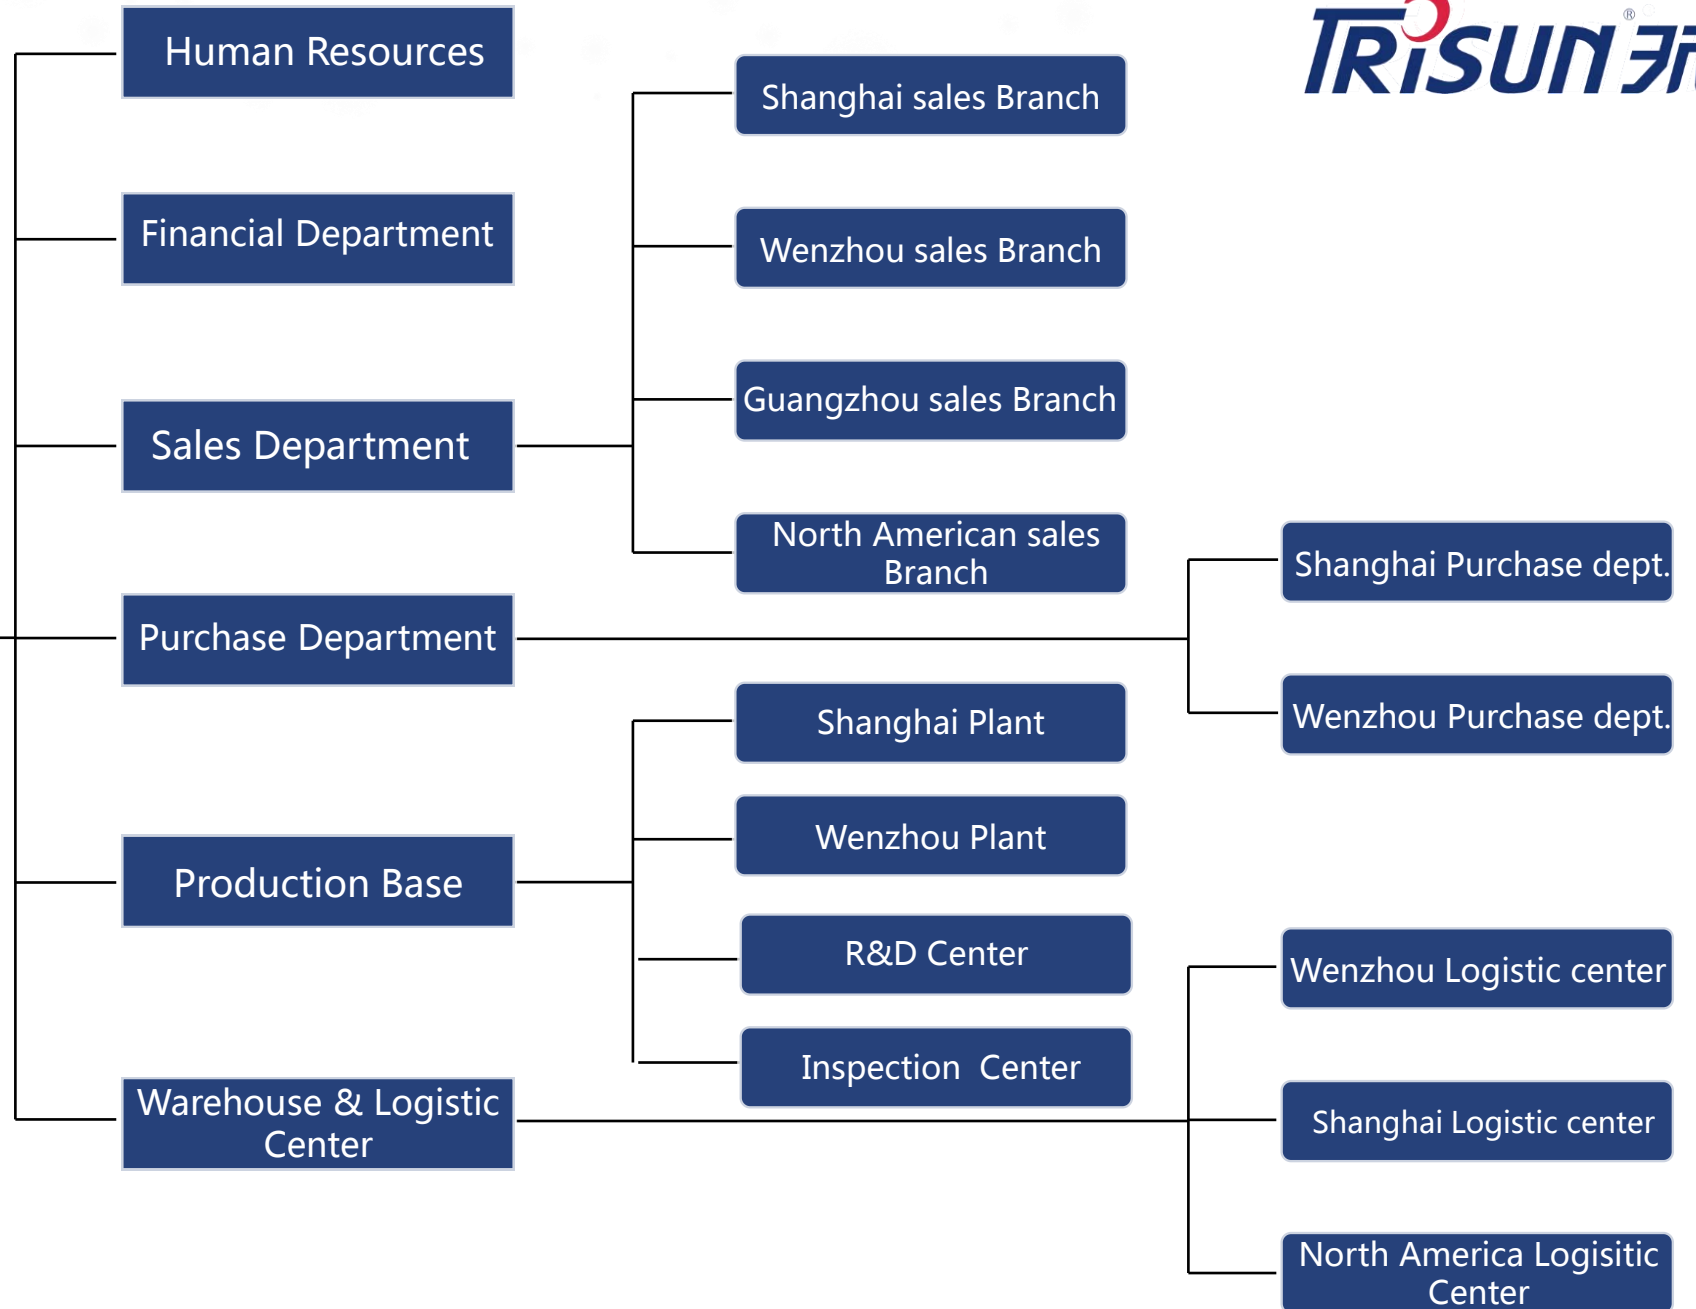 TRiSUN
®
Human Resources
Financial Department
Sales Department
Purchase Department
Production Base
Warehouse & Logistic
Center
Shanghai sales Branch
Wenzhou sales Branch
Guangzhou sales Branch
North American sales
Branch
Shanghai Plant
Wenzhou Plant
R&D Center
Inspection  Center
Shanghai Purchase dept.
Wenzhou Purchase dept.
Wenzhou Logistic center
Shanghai Logistic center
North America Logisitic
Center